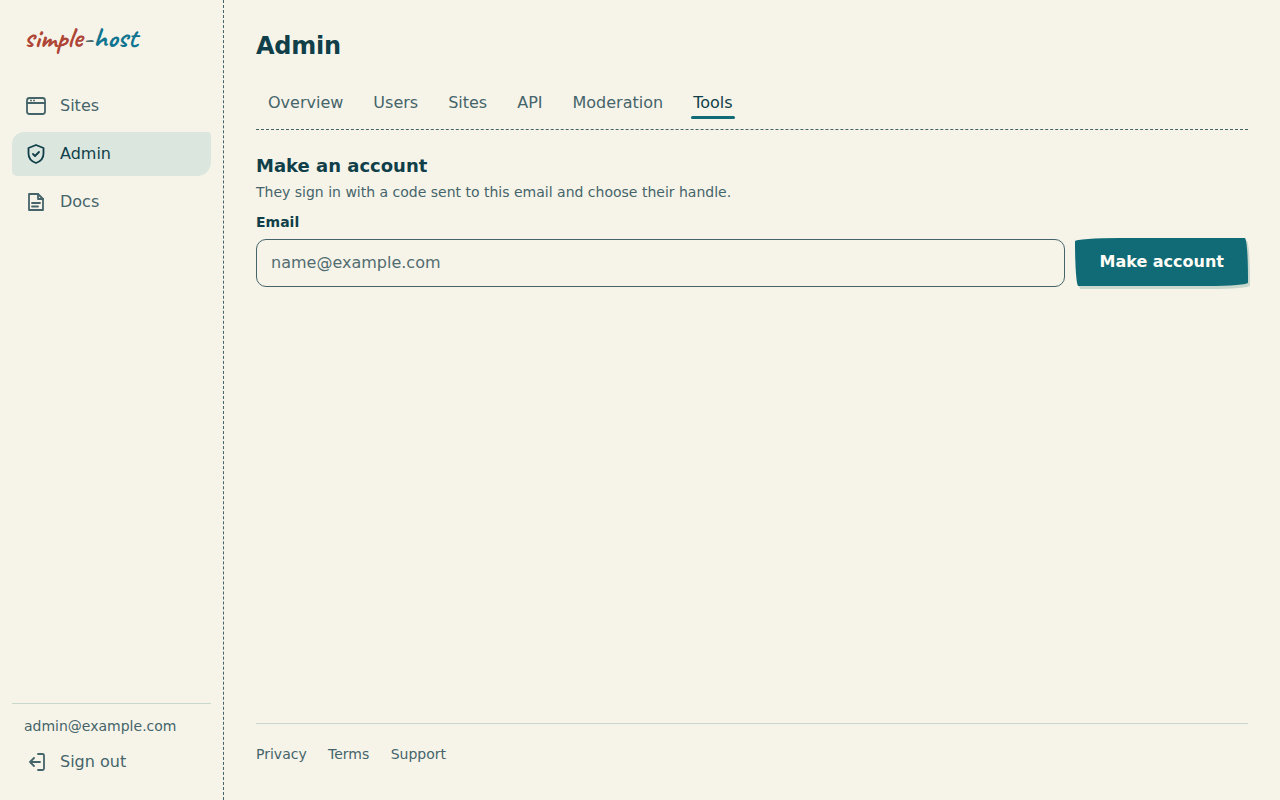 simple-host
Sites
Admin
Docs
admin@example.com
Sign out
Admin
Overview Users Sites API Moderation Tools
Make an account
They sign in with a code sent to this email and choose their handle.
Email
name@example.com
Make account
Privacy Terms Support